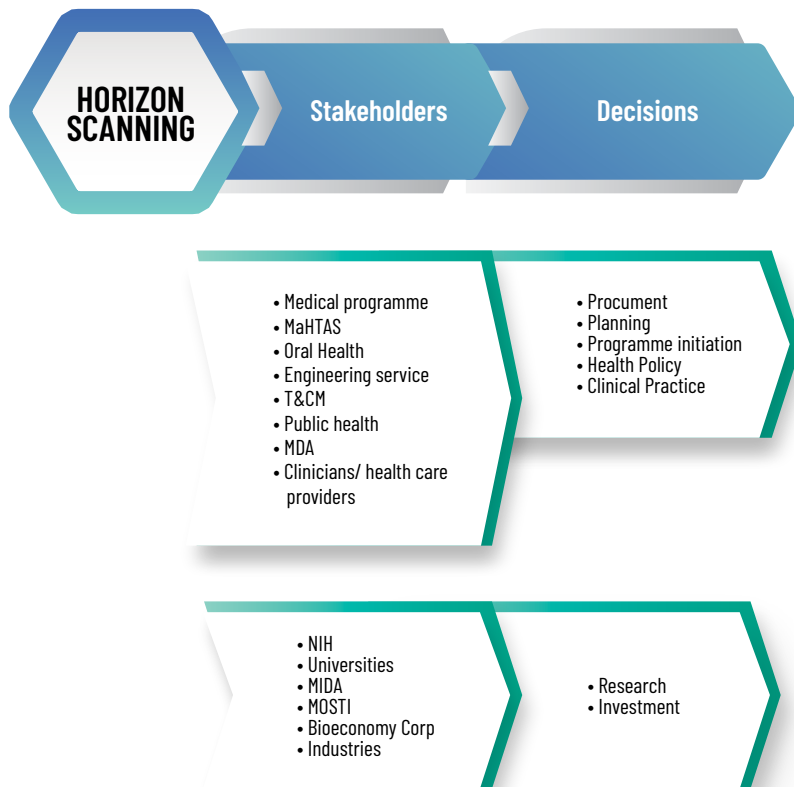 HORIZON
SCANNING
Stakeholders
Decisions
• Medical programme
• MaHTAS
• Oral Health
• Engineering service
• T&CM
• Public health
• MDA
• Clinicians/ health care
providers
• Procument
• Planning
• Programme initiation
• Health Policy
• Clinical Practice
• NIH
• Universities
• MIDA
• MOSTI
• Bioeconomy Corp
• Industries
• Research
• Investment